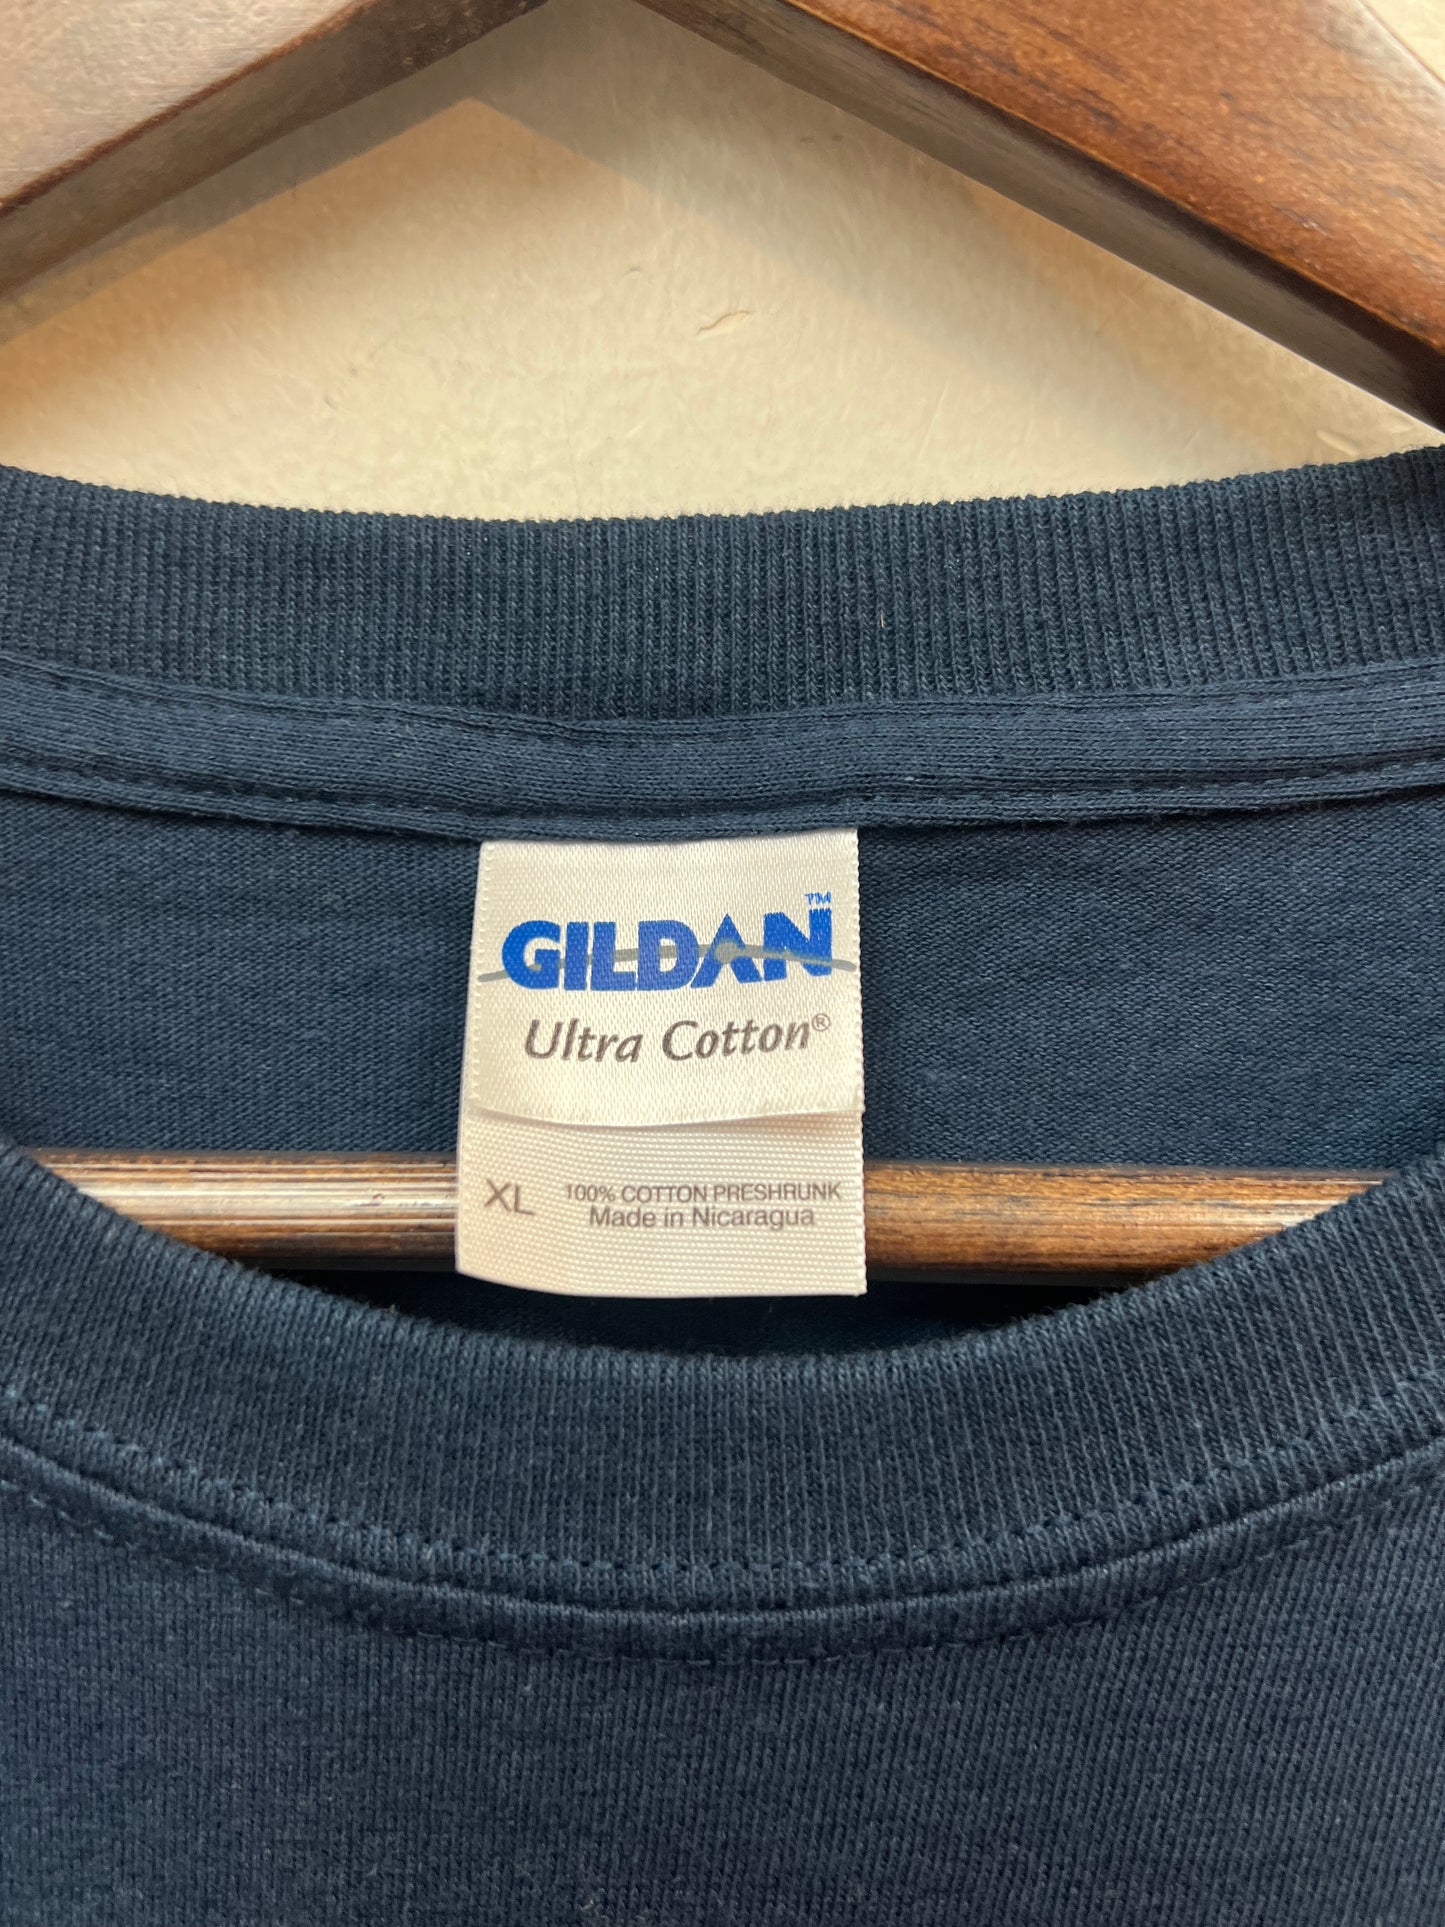 GILDAN™
Ultra Cotton®
XL
100% COTTON PRESHRUNK
Made in Nicaragua